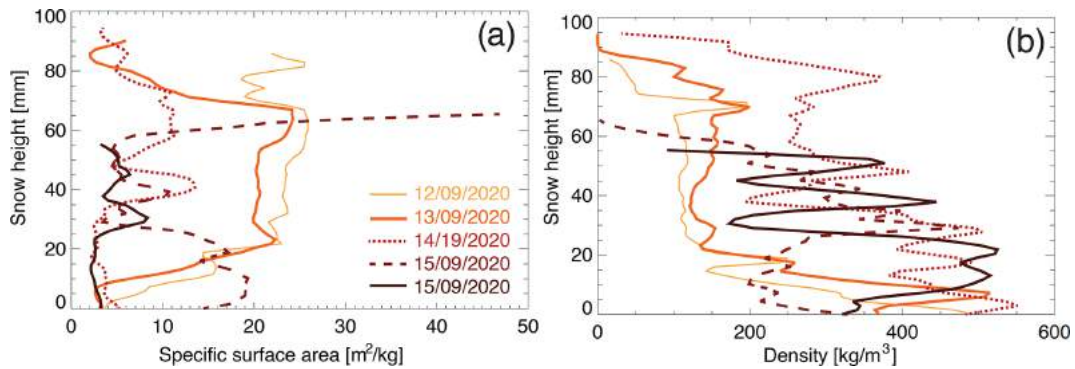 (a)
100
80
60
40
20
0
Snow height [mm]
12/09/2020
13/09/2020
14/19/2020
15/09/2020
15/09/2020
0 10 20 30 40 50
Specific surface area [m²/kg]
(b)
100
80
60
40
20
0
Snow height [mm]
0 200 400 600
Density [kg/m³]